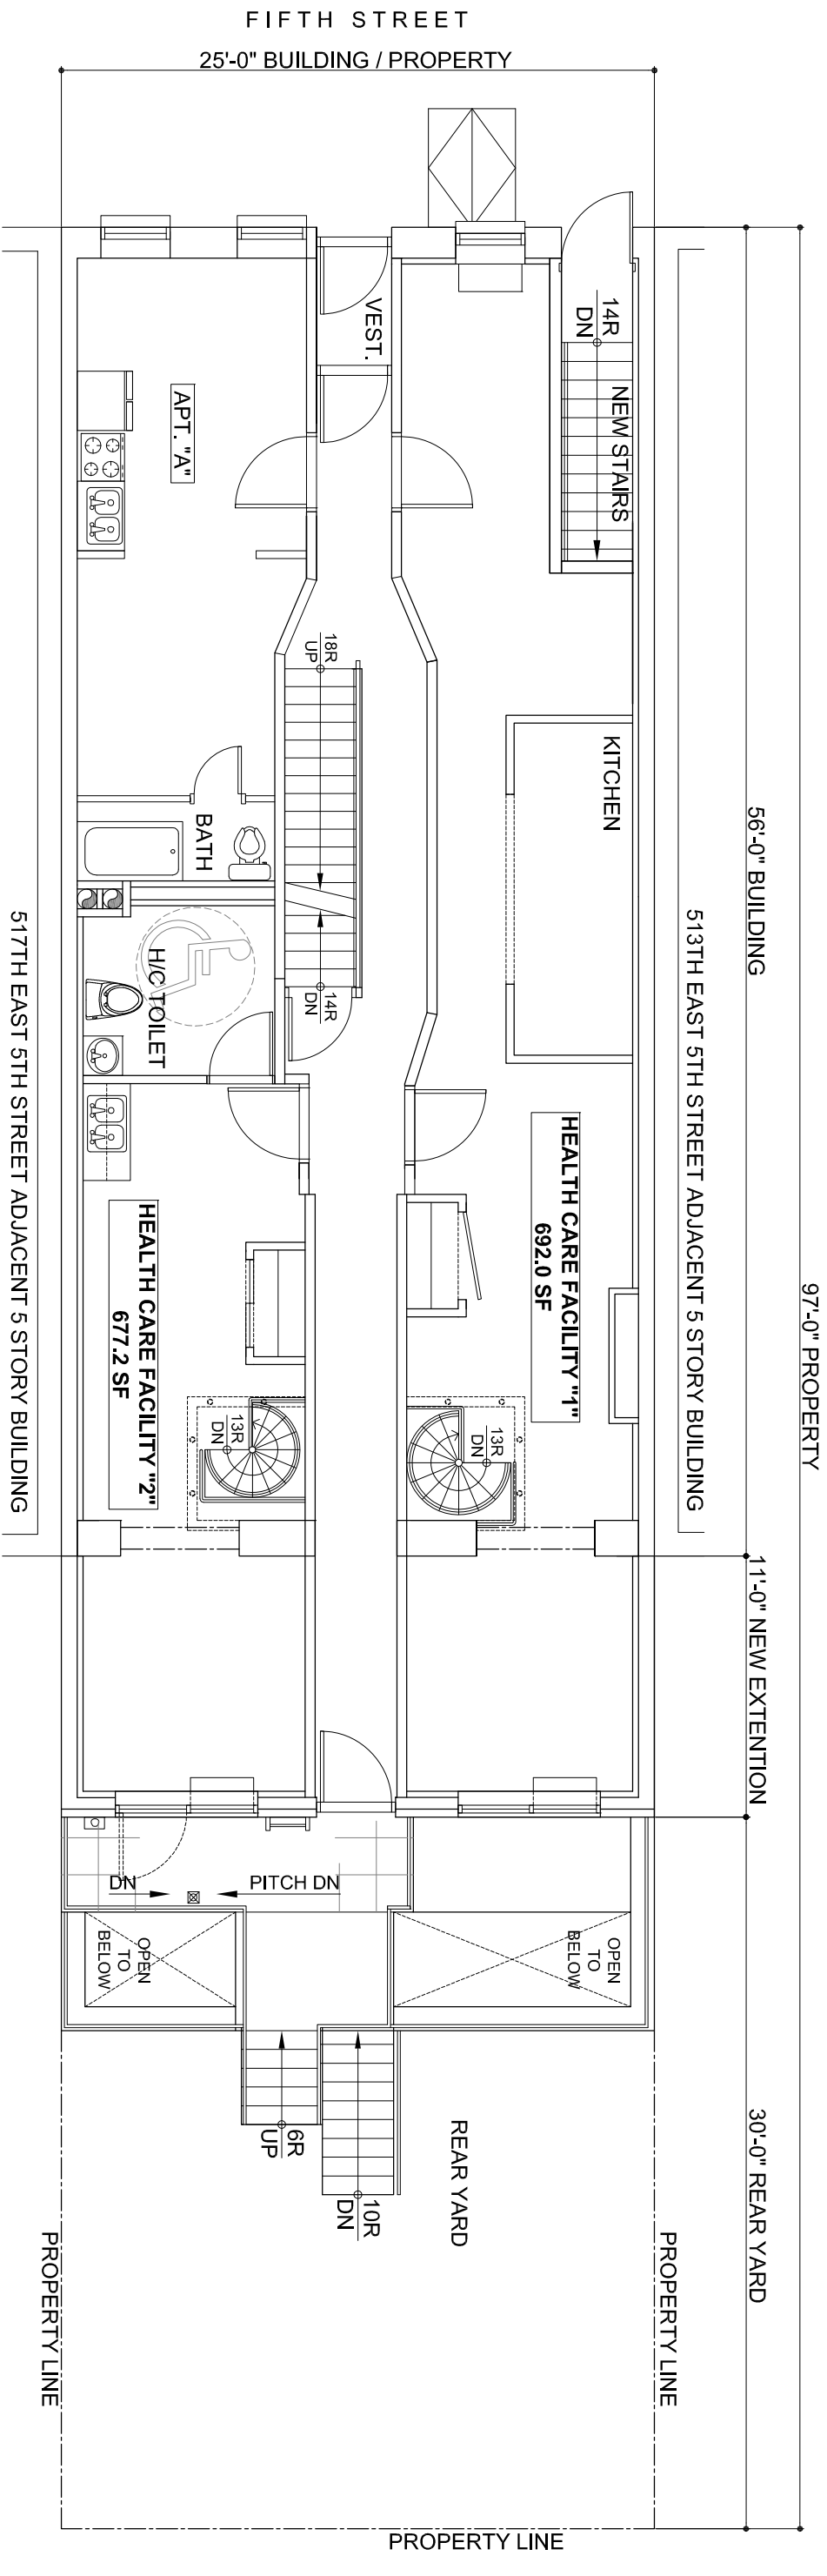 FIFTH STREET
25'-0" BUILDING / PROPERTY
VEST.
14R
DN
NEW STAIRS
APT. "A"
18R
UP
KITCHEN
BATH
56'-0" BUILDING
517TH EAST 5TH STREET ADJACENT 5 STORY BUILDING
513TH EAST 5TH STREET ADJACENT 5 STORY BUILDING
H/C TOILET
14R
DN
HEALTH CARE FACILITY "1"
692.0 SF
HEALTH CARE FACILITY "2"
677.2 SF
97'-0" PROPERTY
13R
DN
13R
DN
11'-0" NEW EXTENTION
DN
PITCH DN
OPEN
TO
BELOW
OPEN
TO
BELOW
6R
UP
10R
DN
REAR YARD
30'-0" REAR YARD
PROPERTY LINE
PROPERTY LINE
PROPERTY LINE